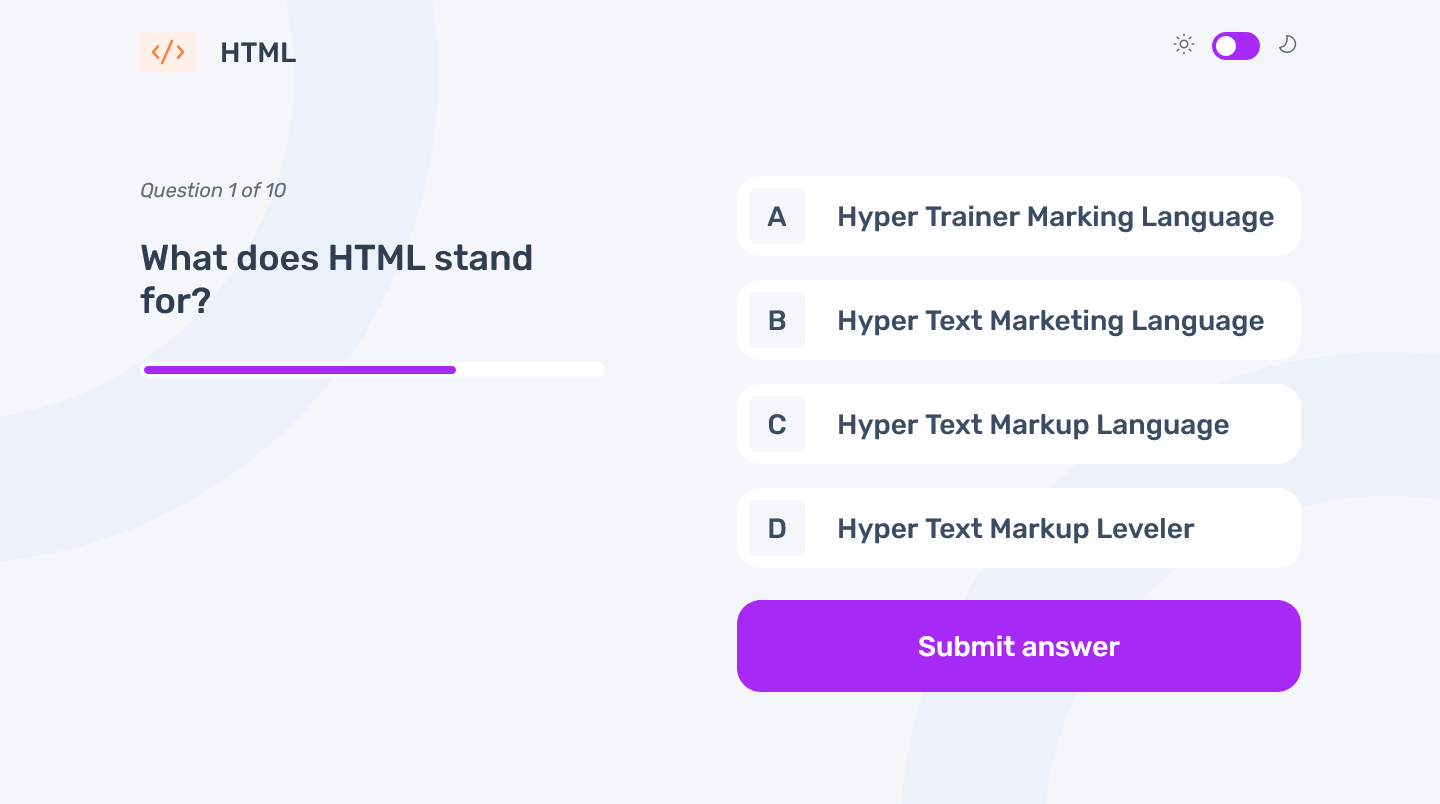 HTML
Question 1 of 10
What does HTML stand
for?
A Hyper Trainer Marking Language
B Hyper Text Marketing Language
C Hyper Text Markup Language
D Hyper Text Markup Leveler
Submit answer